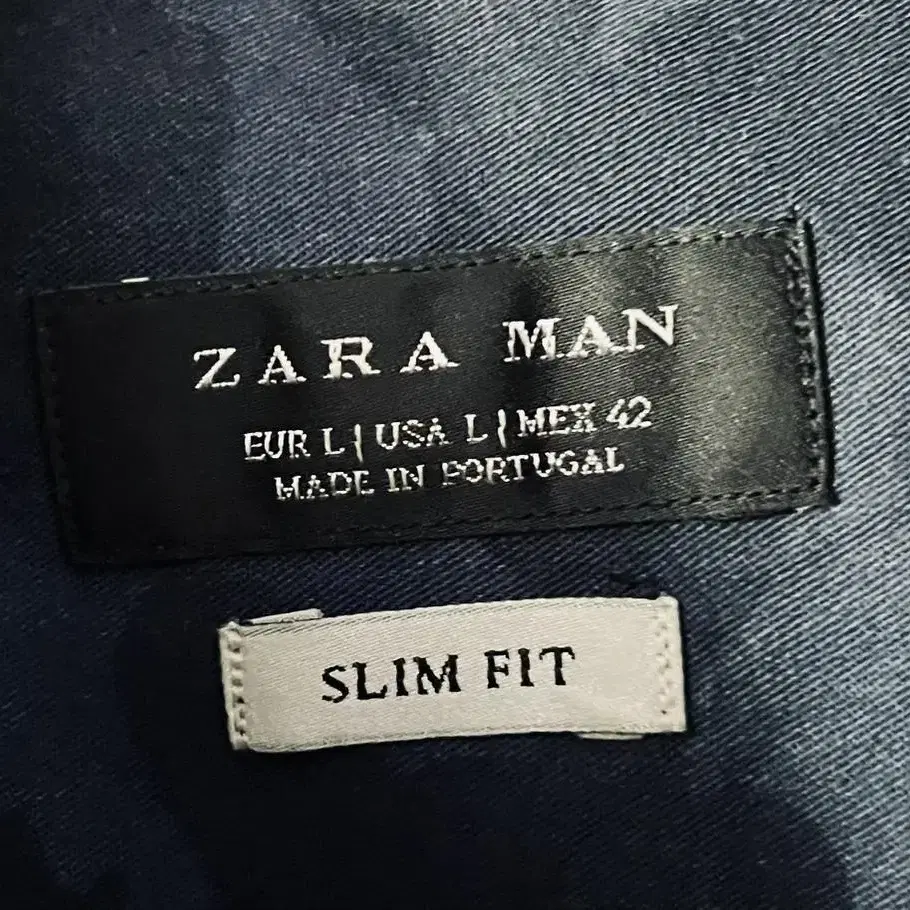 ZARA MAN
EUR L | USA L | MEX 42
MADE IN PORTUGAL
SLIM FIT